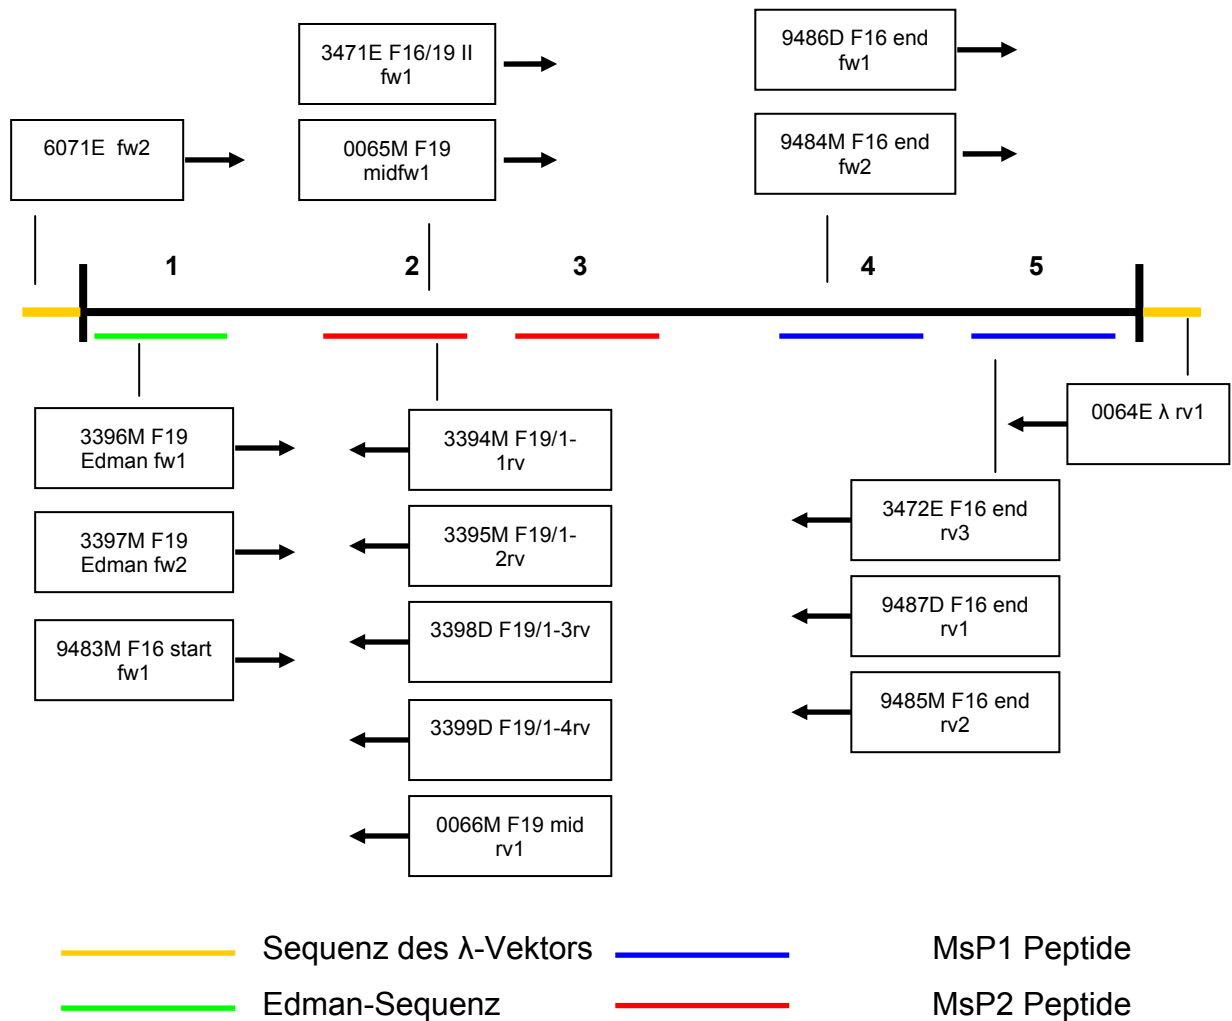 3471E F16/19 II
fw1
9486D F16 end
fw1
6071E fw2
0065M F19
midfw1
9484M F16 end
fw2
1
2
3
4
5
3396M F19
Edman fw1
3397M F19
Edman fw2
9483M F16 start
fw1
3394M F19/1-
1rv
3395M F19/1-
2rv
3398D F19/1-3rv
3399D F19/1-4rv
0066M F19 mid
rv1
0064E λ rv1
3472E F16 end
rv3
9487D F16 end
rv1
9485M F16 end
rv2
Sequenz des λ-Vektors
MsP1 Peptide
Edman-Sequenz
MsP2 Peptide